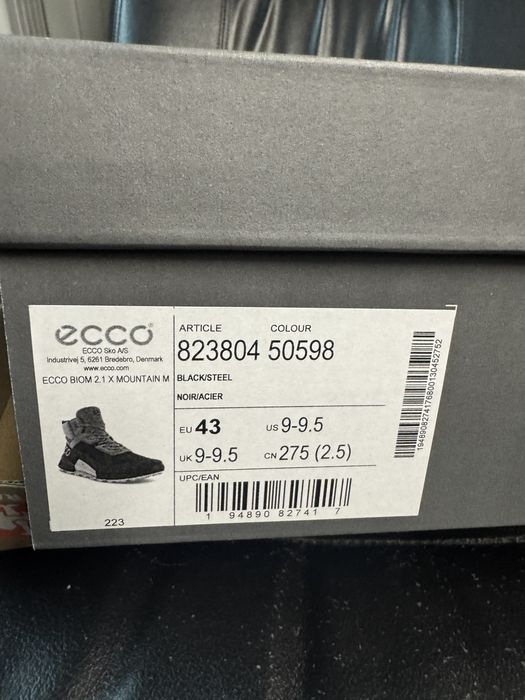 ecco
ECCO Sko A/S
Industrivej 5, 6261 Bredebro, Denmark
www.ecco.com
ECCO BIOM 2.1 X MOUNTAIN M
223
ARTICLE COLOUR
823804 50598
BLACK/STEEL
NOIR/ACIER
EU 43 US 9-9.5
UK 9-9.5 CN 275 (2.5)
UPC/EAN
1 94890 82741 7
1948908274176800130452752